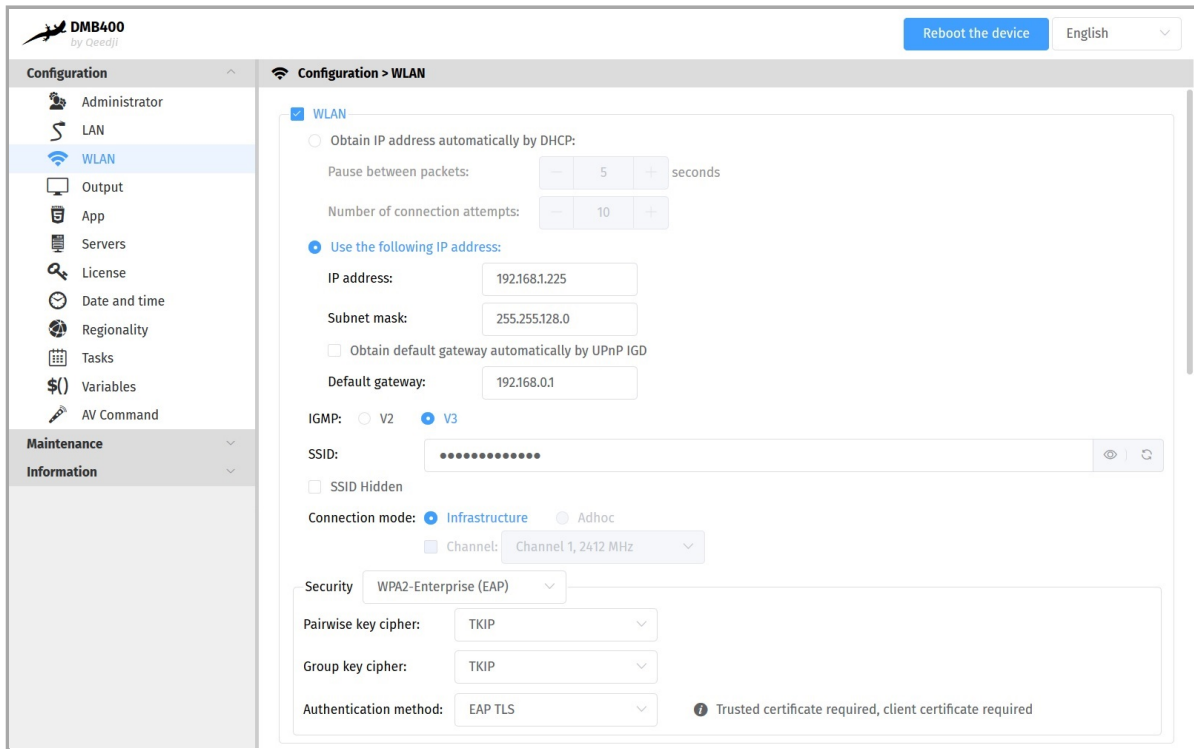 DMB400
by Qeedji
Reboot the device
English
Configuration
Configuration > WLAN
Administrator
LAN
WLAN
Output
App
Servers
License
Date and time
Regionality
Tasks
$() Variables
AV Command
Maintenance
Information
WLAN
Obtain IP address automatically by DHCP:
Pause between packets: − 5 + seconds
Number of connection attempts: − 10 +
Use the following IP address:
IP address: 192.168.1.225
Subnet mask: 255.255.128.0
Obtain default gateway automatically by UPnP IGD
Default gateway: 192.168.0.1
IGMP: V2 V3
SSID: •••••••••••••
SSID Hidden
Connection mode: Infrastructure Adhoc
Channel: Channel 1, 2412 MHz
Security WPA2-Enterprise (EAP)
Pairwise key cipher: TKIP
Group key cipher: TKIP
Authentication method: EAP TLS Trusted certificate required, client certificate required